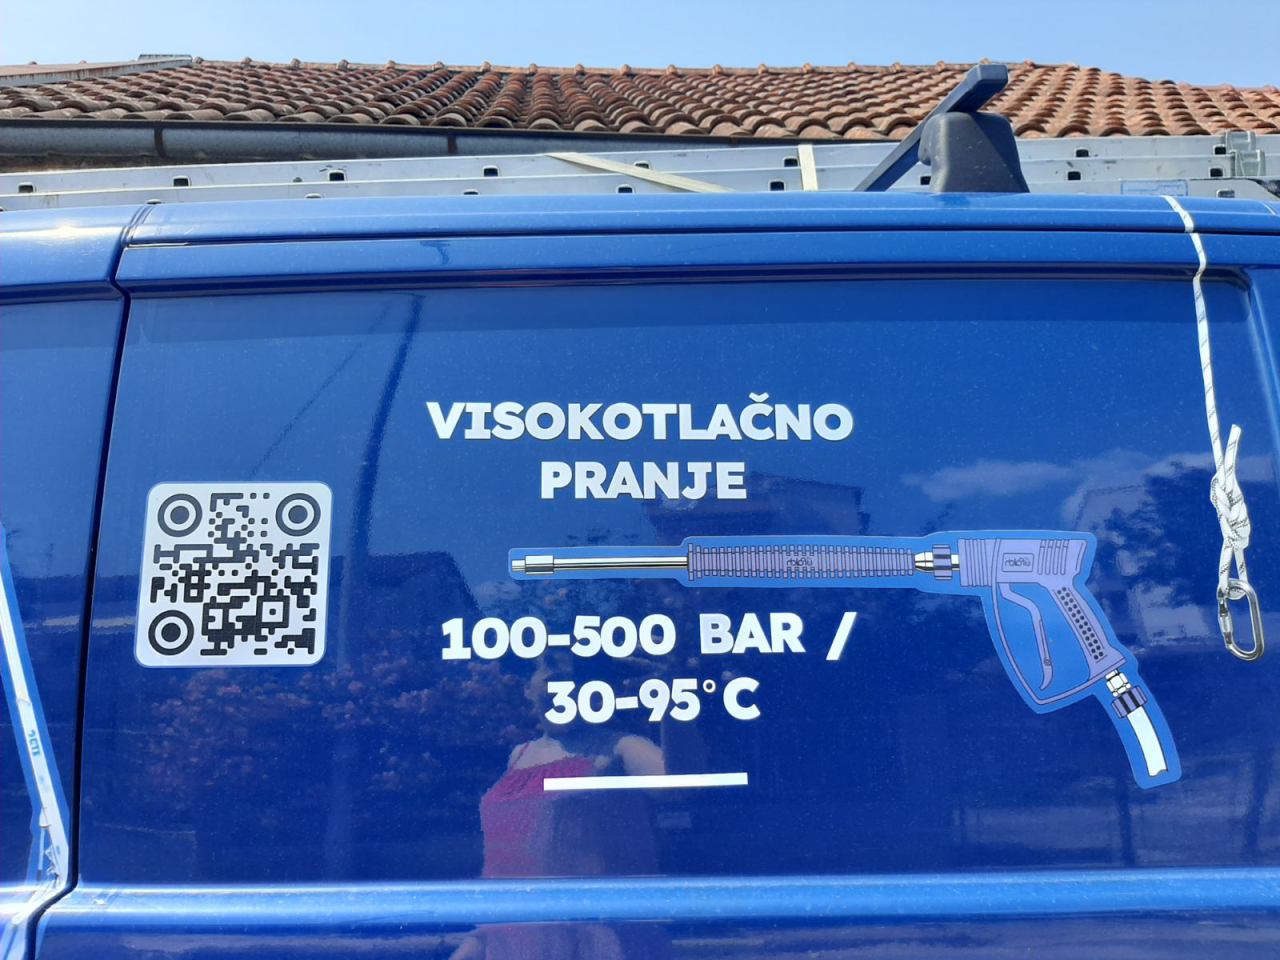 VISOKOTLAČNO
PRANJE
100-500 BAR /
30-95°C